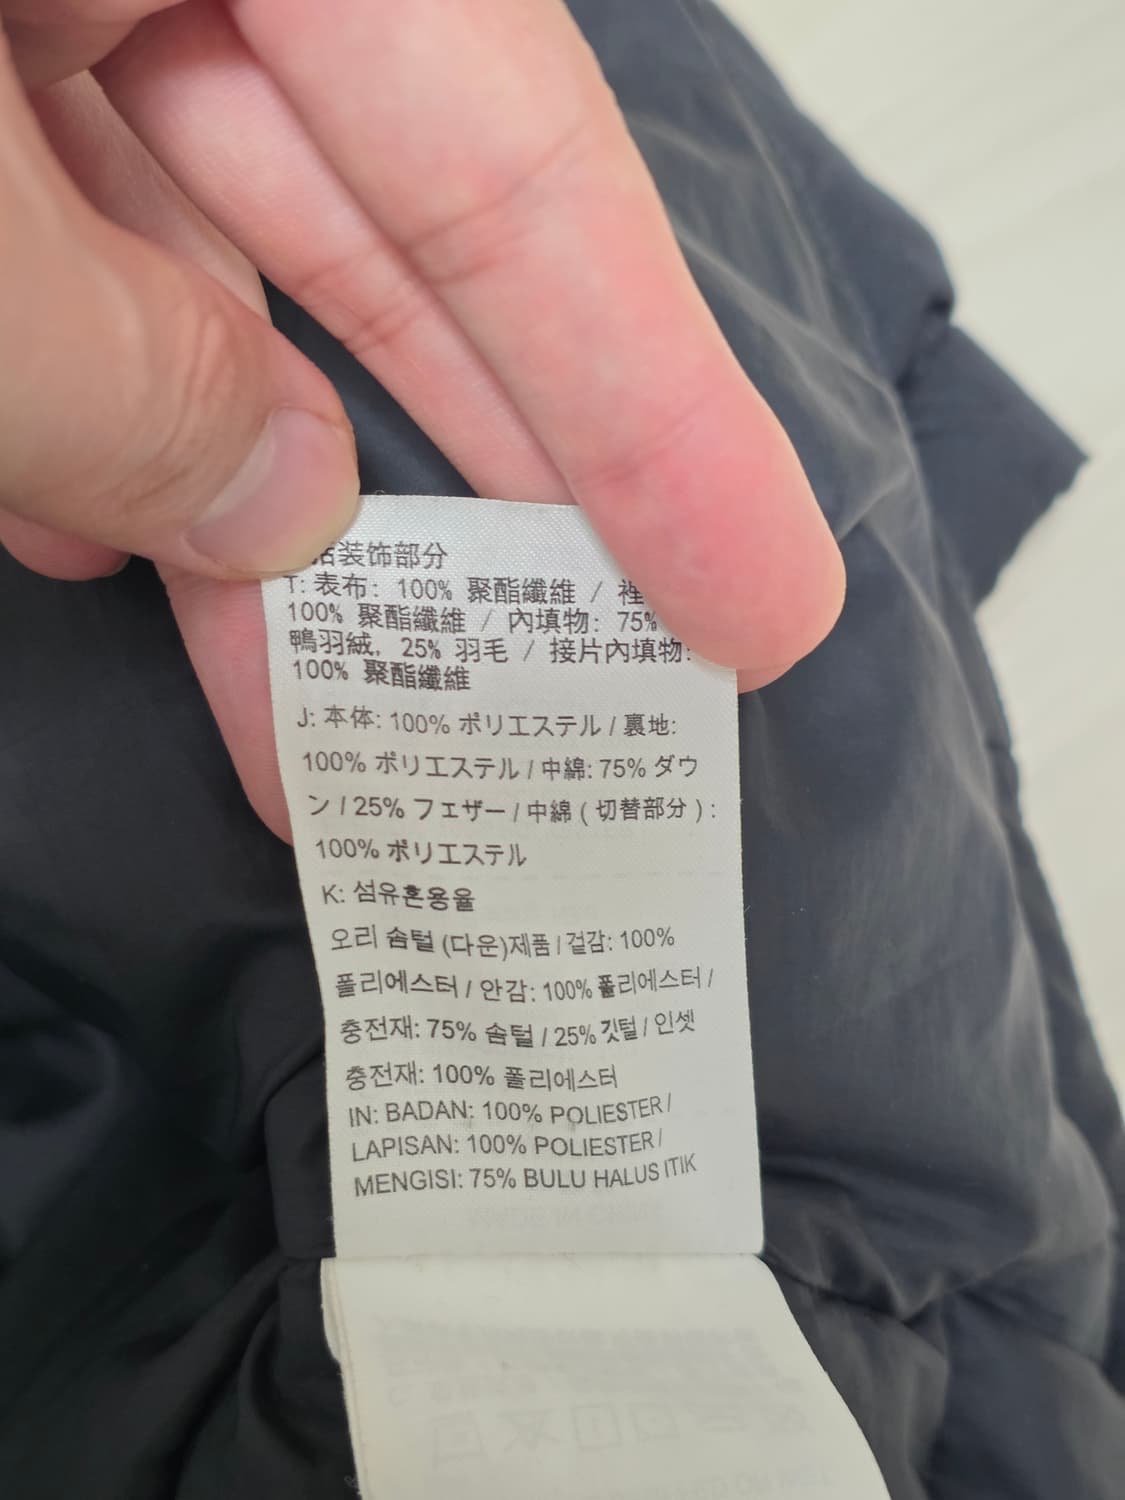 括装饰部分
T: 表布: 100% 聚酯纖維 / 裡
100% 聚酯纖維 / 內填物: 75%
鴨羽絨, 25% 羽毛 / 接片內填物:
100% 聚酯纖維
J: 本体: 100% ポリエステル / 裏地:
100% ポリエステル / 中綿: 75% ダウ
ン / 25% フェザー / 中綿 ( 切替部分 ) :
100% ポリエステル
K: 섬유혼용율
오리 솜털 (다운)제품 / 겉감: 100%
폴리에스터 / 안감: 100% 폴리에스터 /
충전재: 75% 솜털 / 25% 깃털 / 인셋
충전재: 100% 폴리에스터
IN: BADAN: 100% POLIESTER /
LAPISAN: 100% POLIESTER /
MENGISI: 75% BULU HALUS ITIK